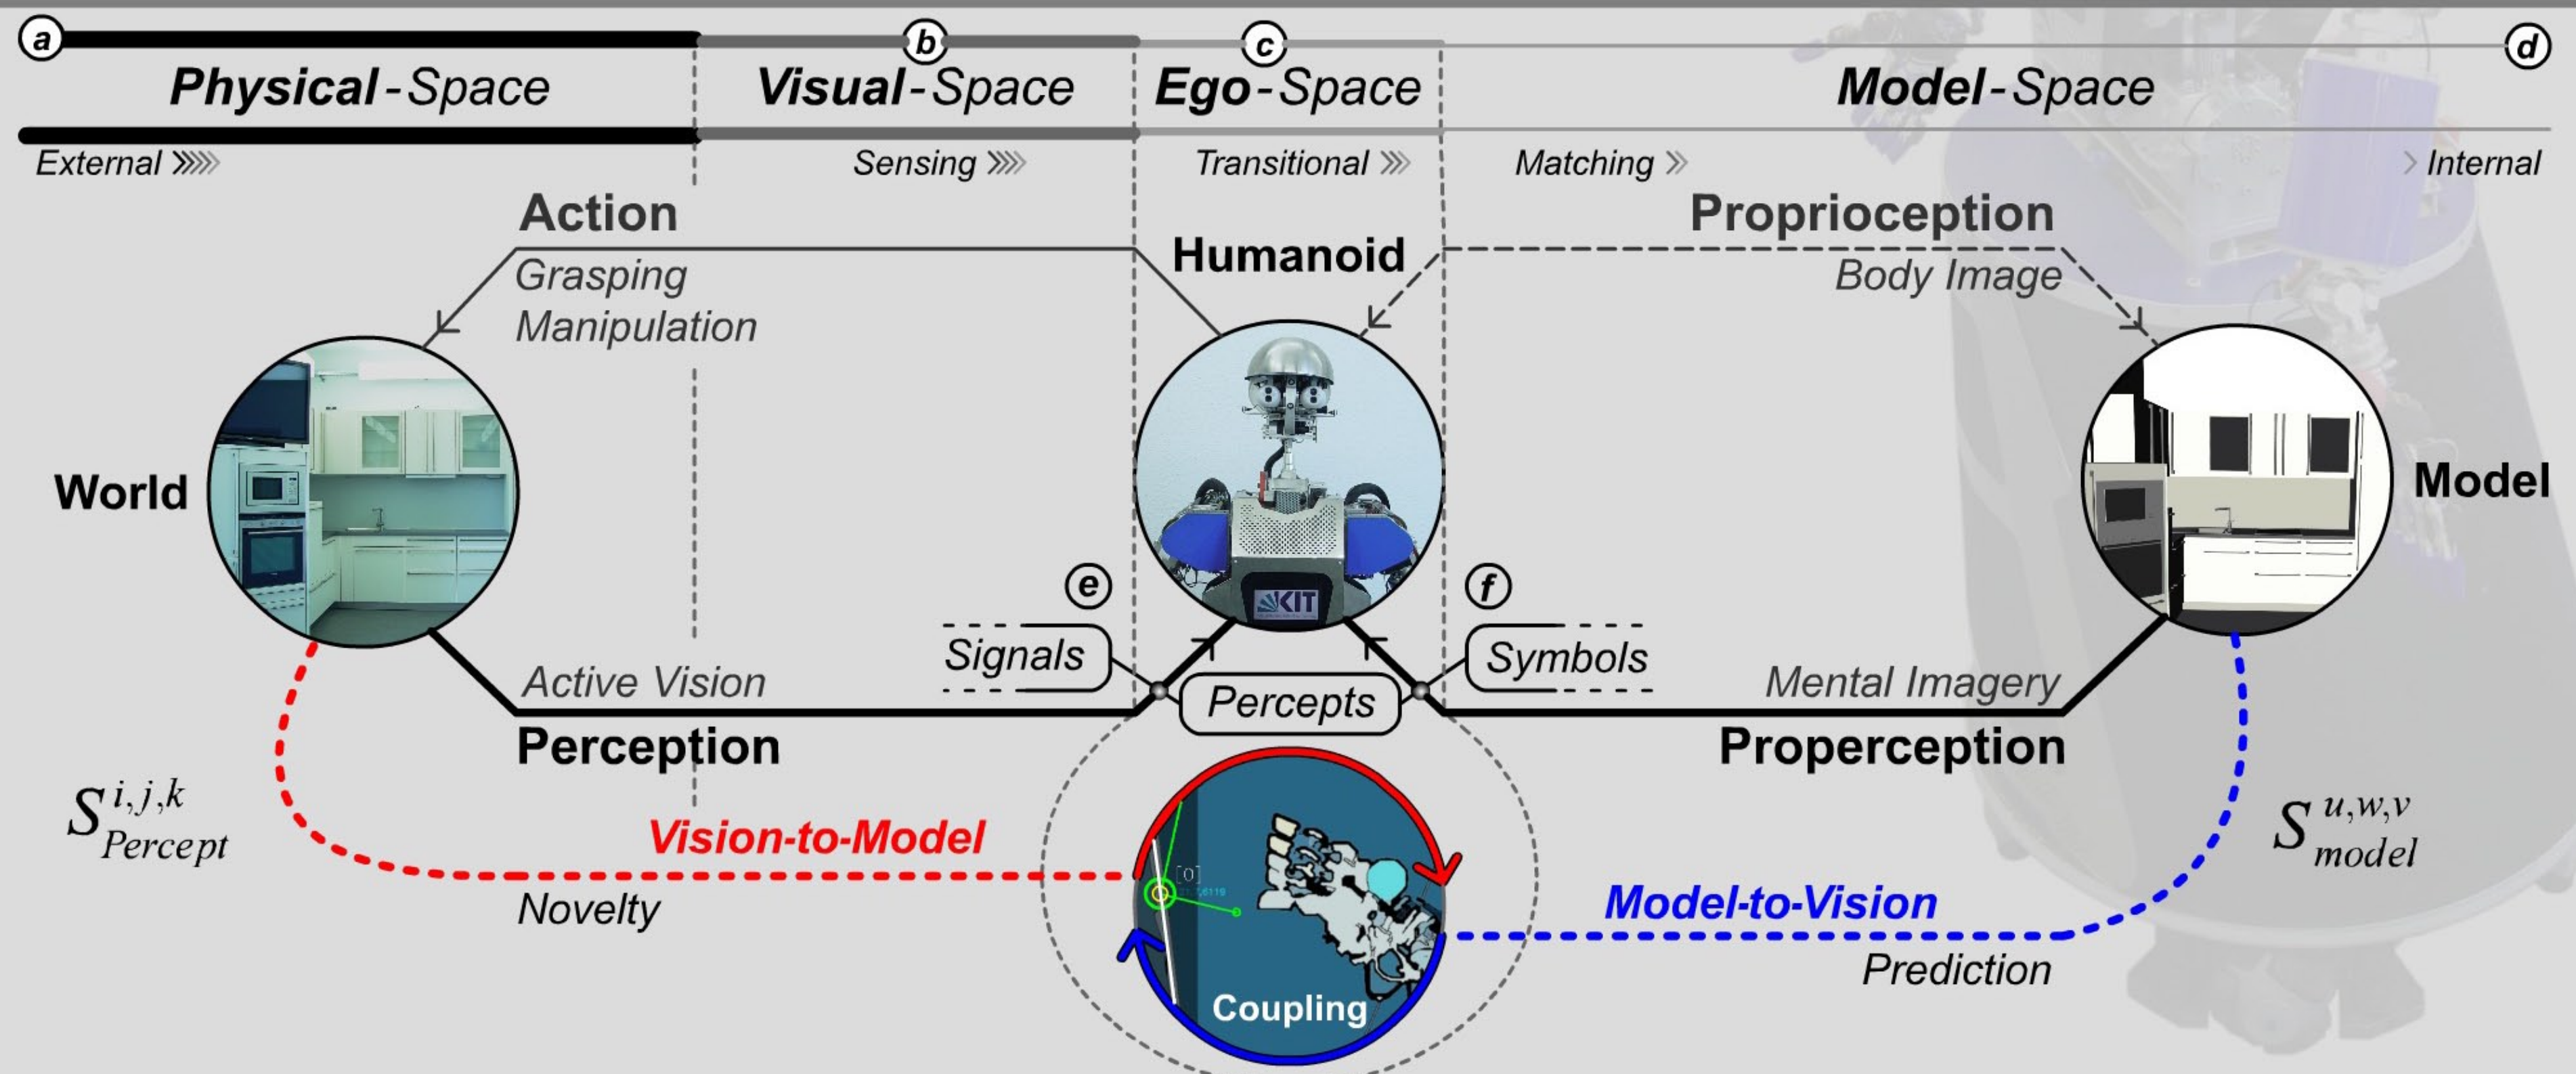 a b c d
Physical-Space Visual-Space Ego-Space Model-Space
External Sensing Transitional Matching Internal
Action
Grasping
Manipulation
Humanoid
Proprioception
Body Image
World
Model
KIT
e
f
Signals
Percepts
Symbols
Active Vision
Perception
Mental Imagery
Properception
S i,j,k Percept
Vision-to-Model
Novelty
[0]
Coupling
Model-to-Vision
Prediction
S u,w,v model